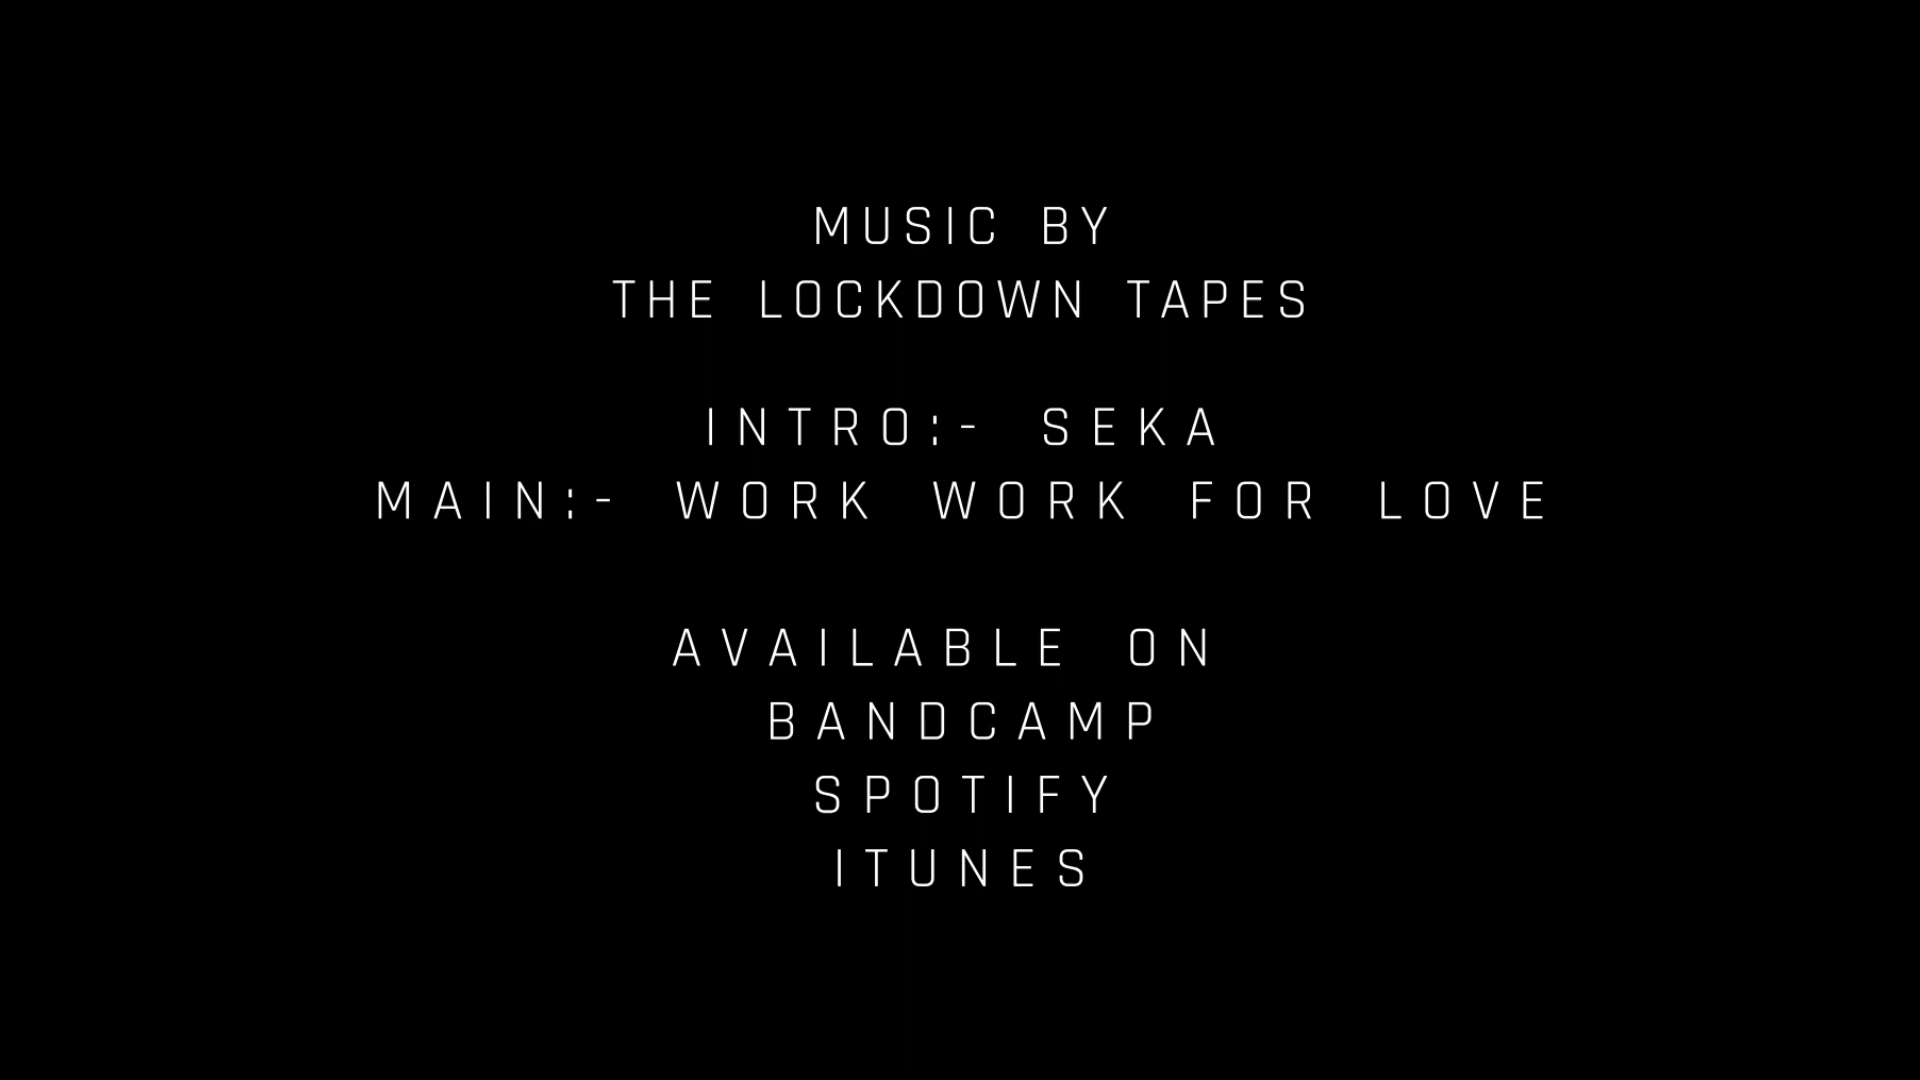 MUSIC BY
THE LOCKDOWN TAPES
INTRO:- SEKA
MAIN:- WORK WORK FOR LOVE
AVAILABLE ON
BANDCAMP
SPOTIFY
ITUNES